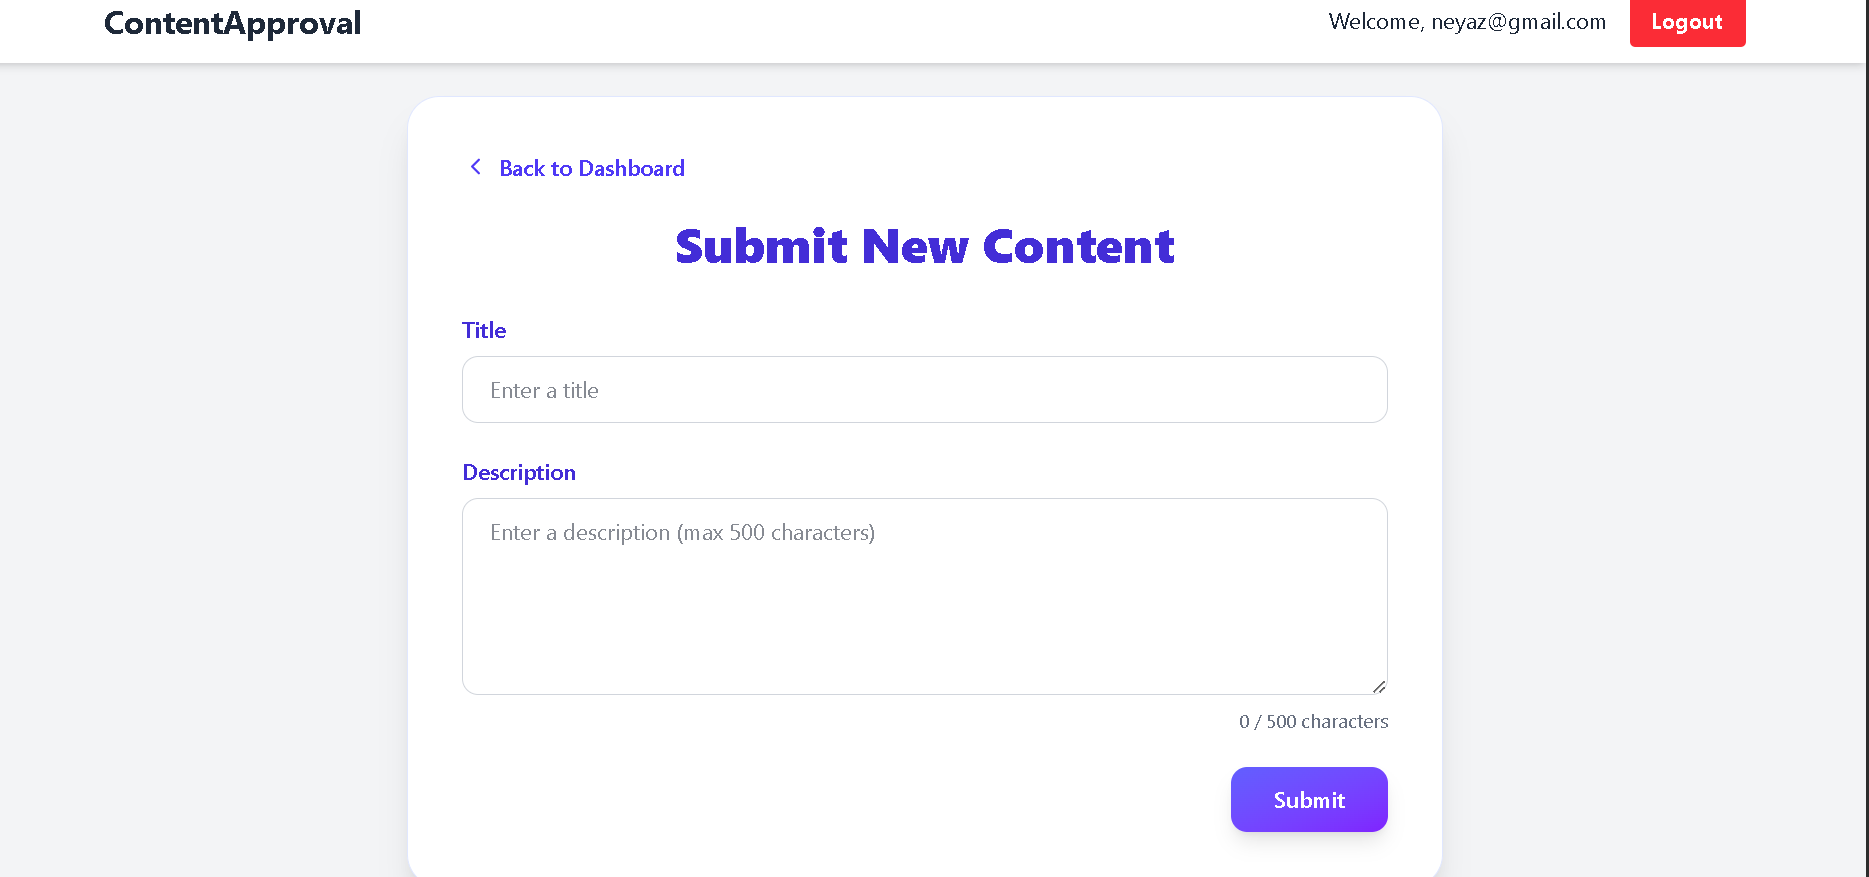 ContentApproval
Welcome, neyaz@gmail.com
Logout
Back to Dashboard
Submit New Content
Title
Enter a title
Description
Enter a description (max 500 characters)
0 / 500 characters
Submit